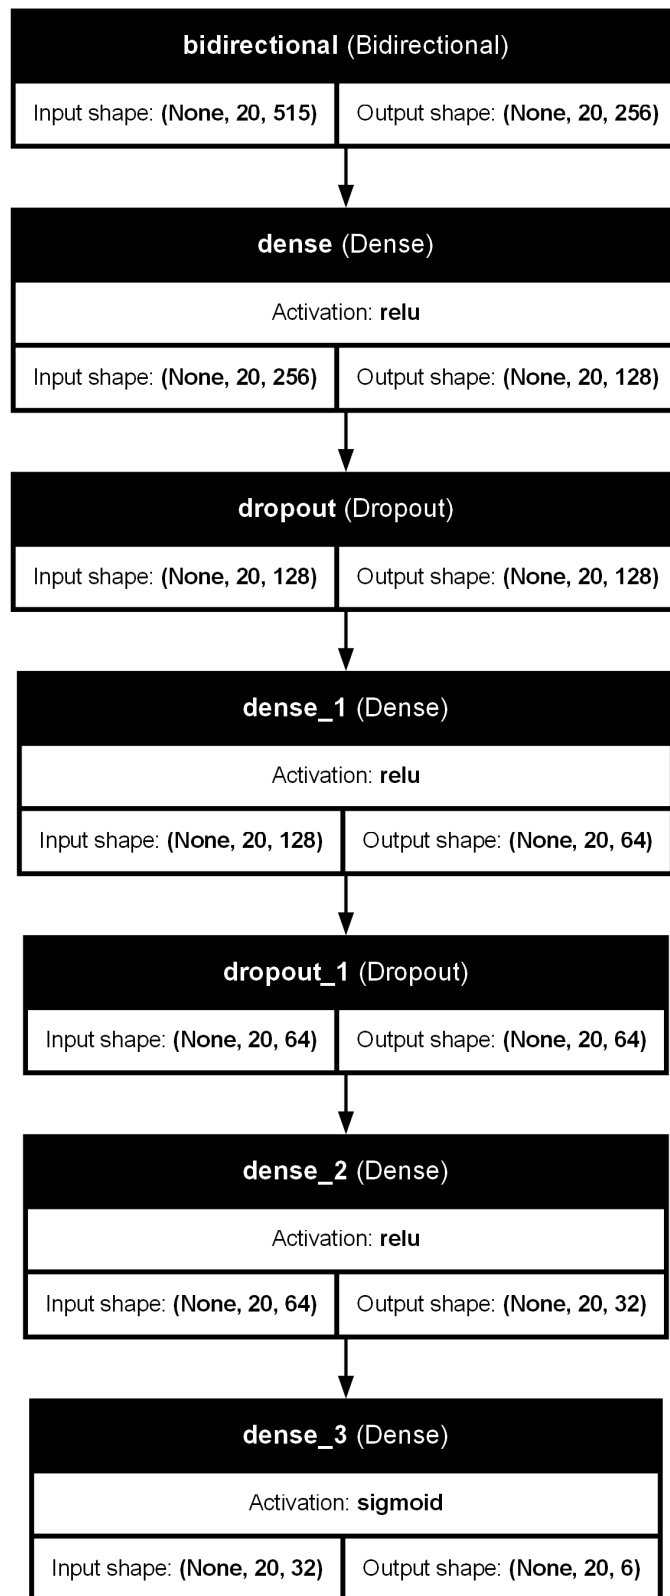 bidirectional (Bidirectional)
Input shape: (None, 20, 515) Output shape: (None, 20, 256)
dense (Dense)
Activation: relu
Input shape: (None, 20, 256) Output shape: (None, 20, 128)
dropout (Dropout)
Input shape: (None, 20, 128) Output shape: (None, 20, 128)
dense_1 (Dense)
Activation: relu
Input shape: (None, 20, 128) Output shape: (None, 20, 64)
dropout_1 (Dropout)
Input shape: (None, 20, 64) Output shape: (None, 20, 64)
dense_2 (Dense)
Activation: relu
Input shape: (None, 20, 64) Output shape: (None, 20, 32)
dense_3 (Dense)
Activation: sigmoid
Input shape: (None, 20, 32) Output shape: (None, 20, 6)